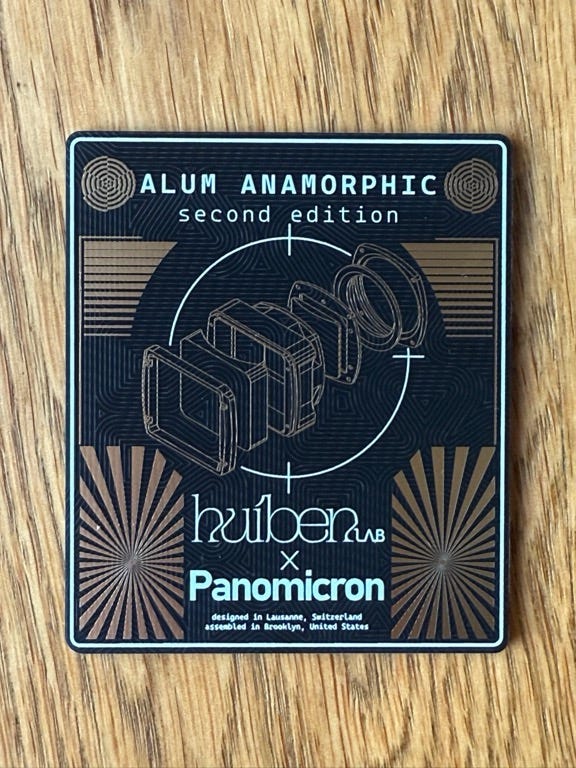 ALUM ANAMORPHIC
second edition
huiben LAB
x
Panomicron
designed in Lausanne, Switzerland
assembled in Brooklyn, United States